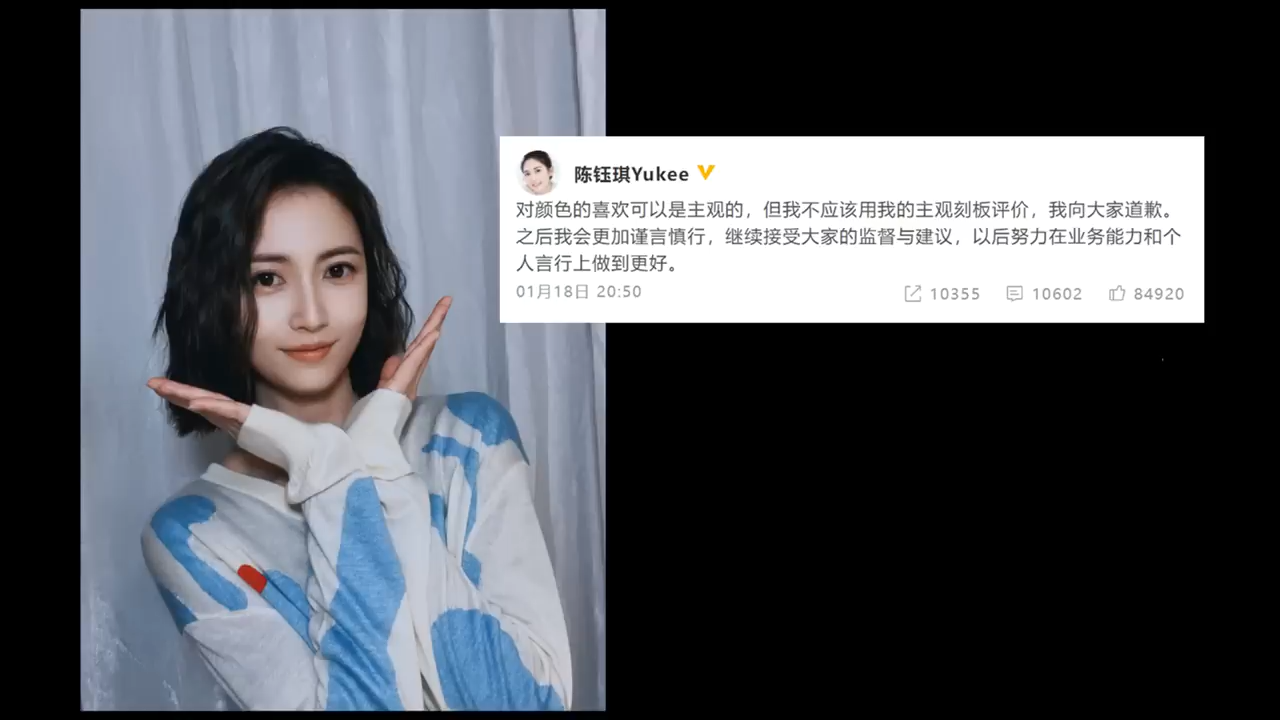 陈钰琪Yukee
对颜色的喜欢可以是主观的，但我不应该用我的主观刻板评价，我向大家道歉。
之后我会更加谨言慎行，继续接受大家的监督与建议，以后努力在业务能力和个
人言行上做到更好。
01月18日 20:50 10355 10602 84920